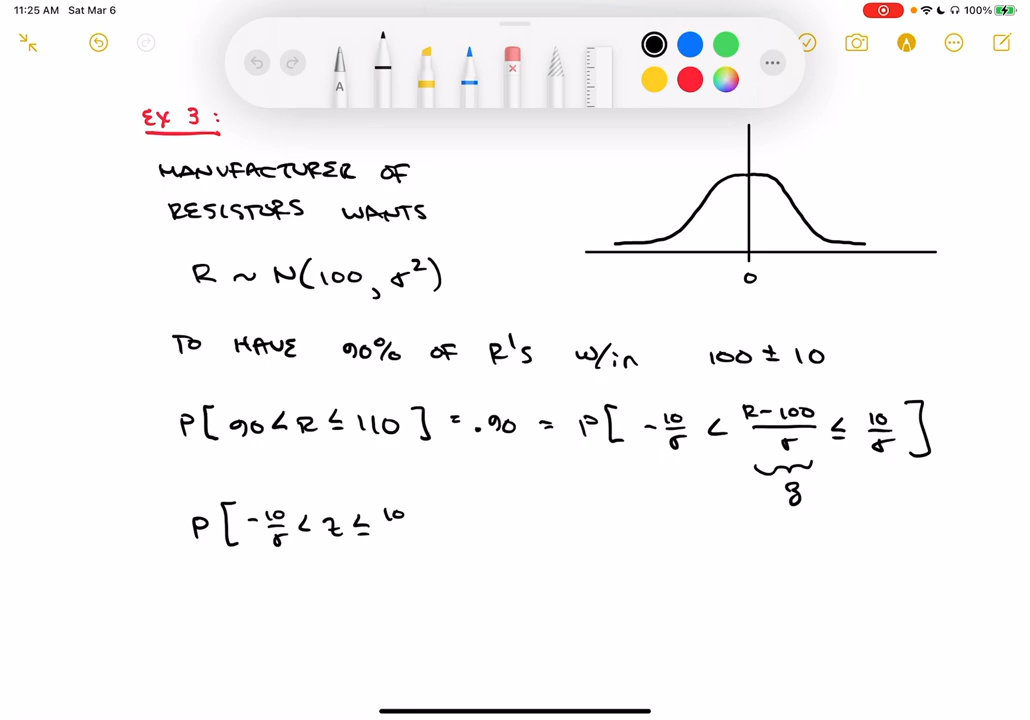 11:25 AM Sat Mar 6
100%
A
Ex 3 :
MANUFACTURER OF
RESISTORS WANTS
R ~ N(100, σ²)
0
TO HAVE 90% OF R'S w/in 100 ± 10
P[90 < R ≤ 110] = .90 = P[-10/σ < (R-100)/σ ≤ 10/σ]
z
P[-10/σ < z ≤ 10